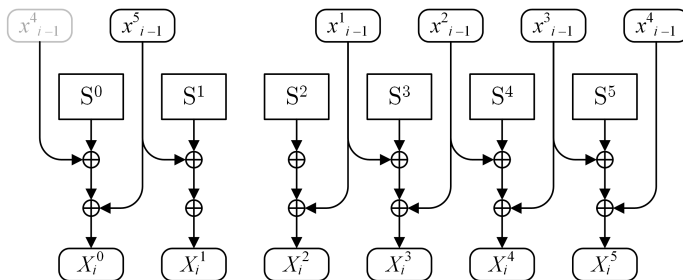 x⁴ᵢ₋₁ x⁵ᵢ₋₁ x¹ᵢ₋₁ x²ᵢ₋₁ x³ᵢ₋₁ x⁴ᵢ₋₁
S⁰ S¹ S² S³ S⁴ S⁵
Xᵢ⁰ Xᵢ¹ Xᵢ² Xᵢ³ Xᵢ⁴ Xᵢ⁵